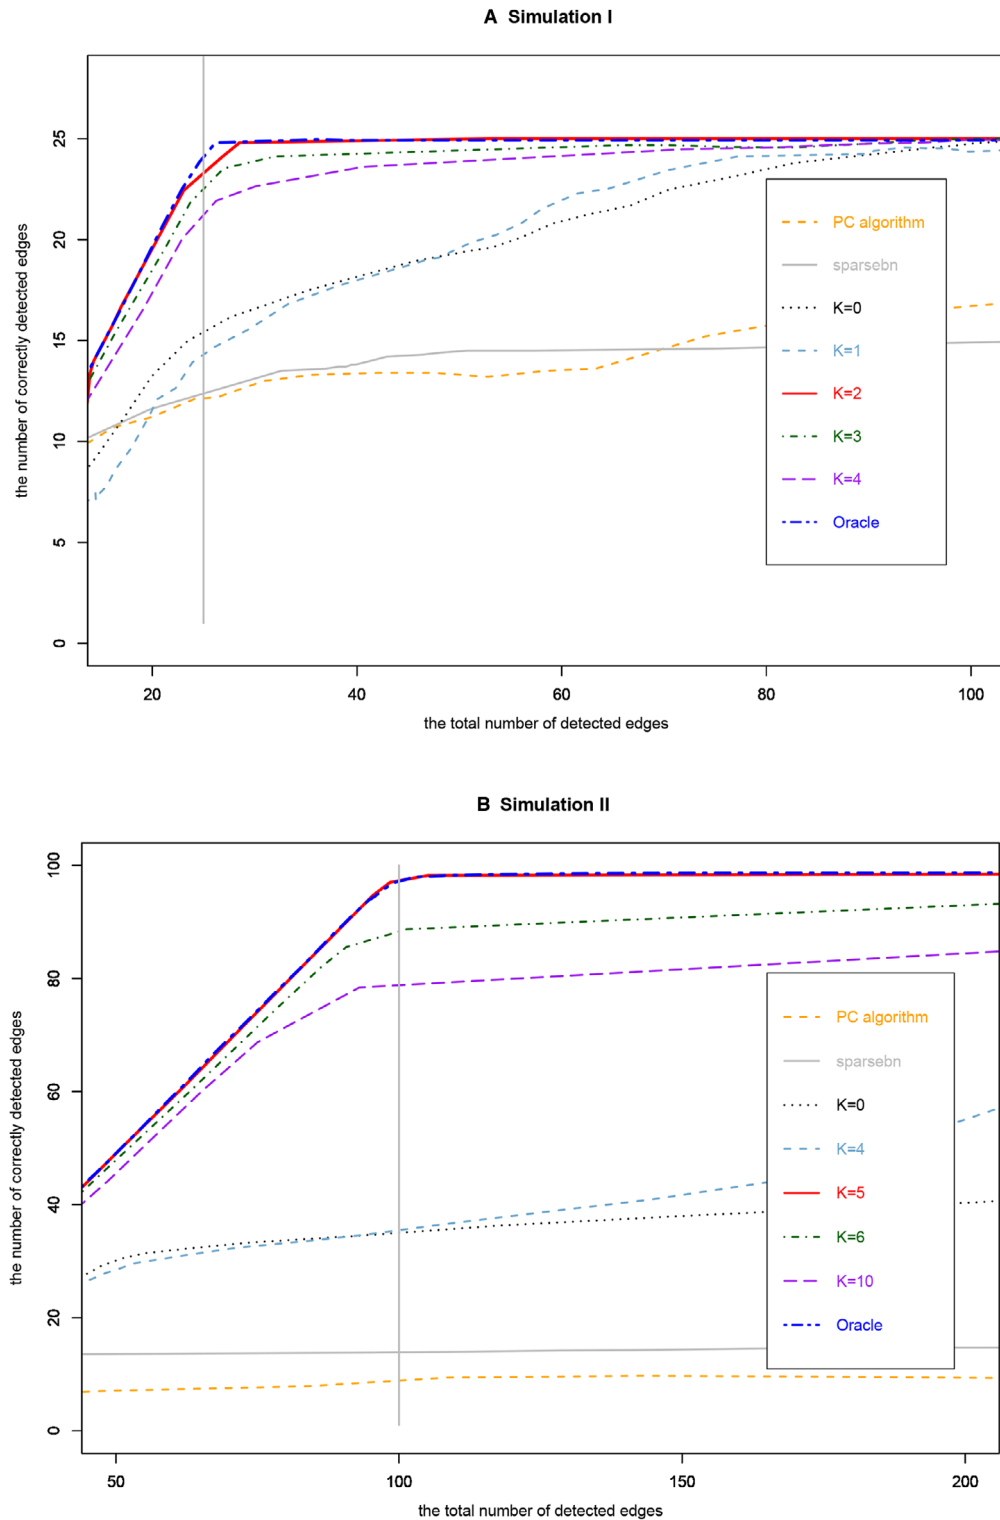 A Simulation I
25
20
15
10
5
0
the number of correctly detected edges
PC algorithm
sparsebn
K=0
K=1
K=2
K=3
K=4
Oracle
20 40 60 80 100
the total number of detected edges
B Simulation II
100
80
60
40
20
0
the number of correctly detected edges
PC algorithm
sparsebn
K=0
K=4
K=5
K=6
K=10
Oracle
50 100 150 200
the total number of detected edges